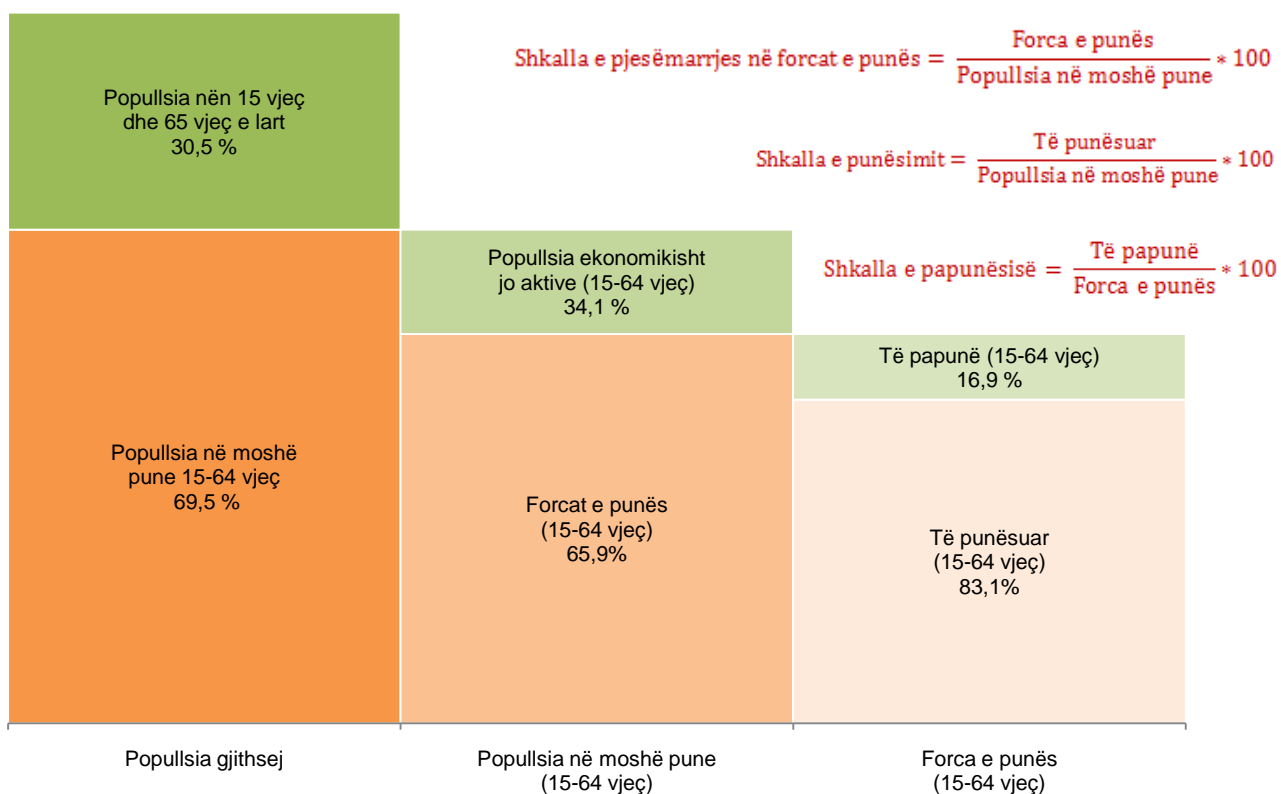 Popullsia nën 15 vjeç
dhe 65 vjeç e lart
30,5 %
Shkalla e pjesëmarrjes në forcat e punës = Forca e punës / Popullsia në moshë pune * 100
Shkalla e punësimit = Të punësuar / Popullsia në moshë pune * 100
Shkalla e papunësisë = Të papunë / Forca e punës * 100
Popullsia ekonomikisht
jo aktive (15-64 vjeç)
34,1 %
Të papunë (15-64 vjeç)
16,9 %
Popullsia në moshë
pune 15-64 vjeç
69,5 %
Forcat e punës
(15-64 vjeç)
65,9%
Të punësuar
(15-64 vjeç)
83,1%
Popullsia gjithsej
Popullsia në moshë pune
(15-64 vjeç)
Forca e punës
(15-64 vjeç)